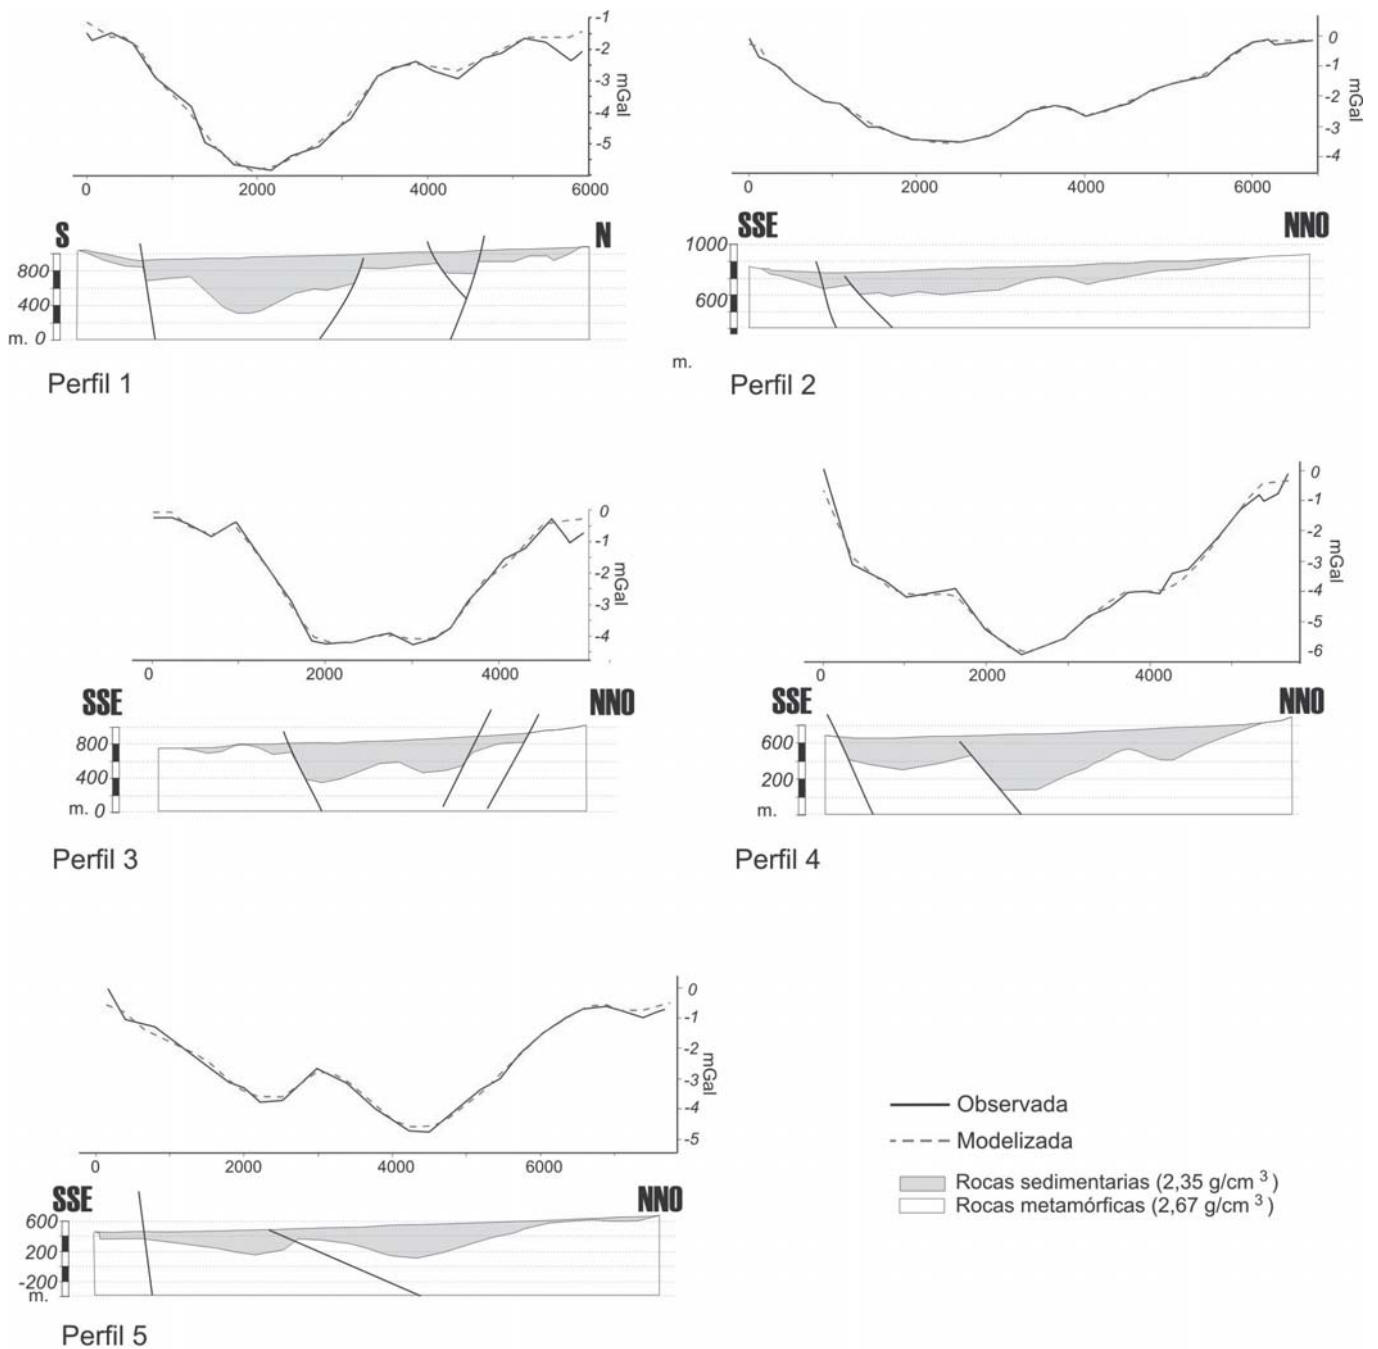 -1
-2
-3
-4
-5
mGal
0 2000 4000 6000
S N
800
400
m. 0
Perfil 1
0
-1
-2
-3
-4
mGal
0 2000 4000 6000
SSE NNO
1000
600
m.
Perfil 2
0
-1
-2
-3
-4
mGal
0 2000 4000
SSE NNO
800
400
m. 0
Perfil 3
0
-1
-2
-3
-4
-5
-6
mGal
0 2000 4000
SSE NNO
600
200
m.
Perfil 4
0
-1
-2
-3
-4
-5
mGal
0 2000 4000 6000
SSE NNO
600
200
-200
m.
Perfil 5
Observada
Modelizada
Rocas sedimentarias (2,35 g/cm ³ )
Rocas metamórficas (2,67 g/cm ³ )